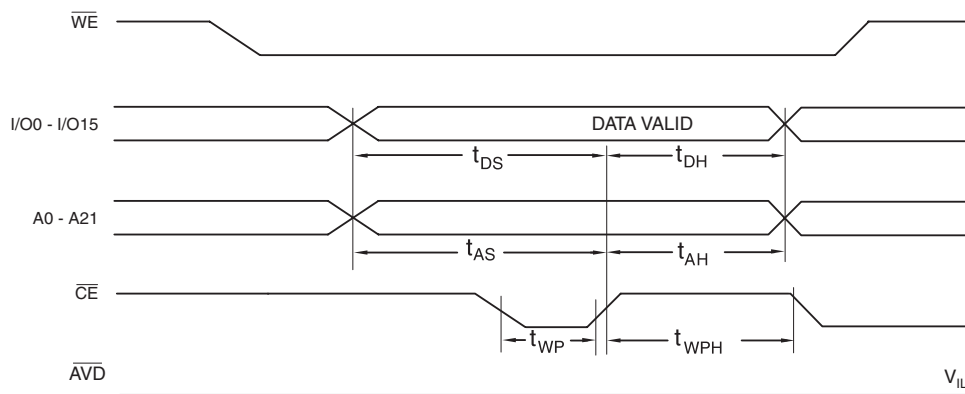 WE
I/O0 - I/O15 DATA VALID
tDS tDH
A0 - A21
tAS tAH
CE
tWP tWPH
AVD VIL